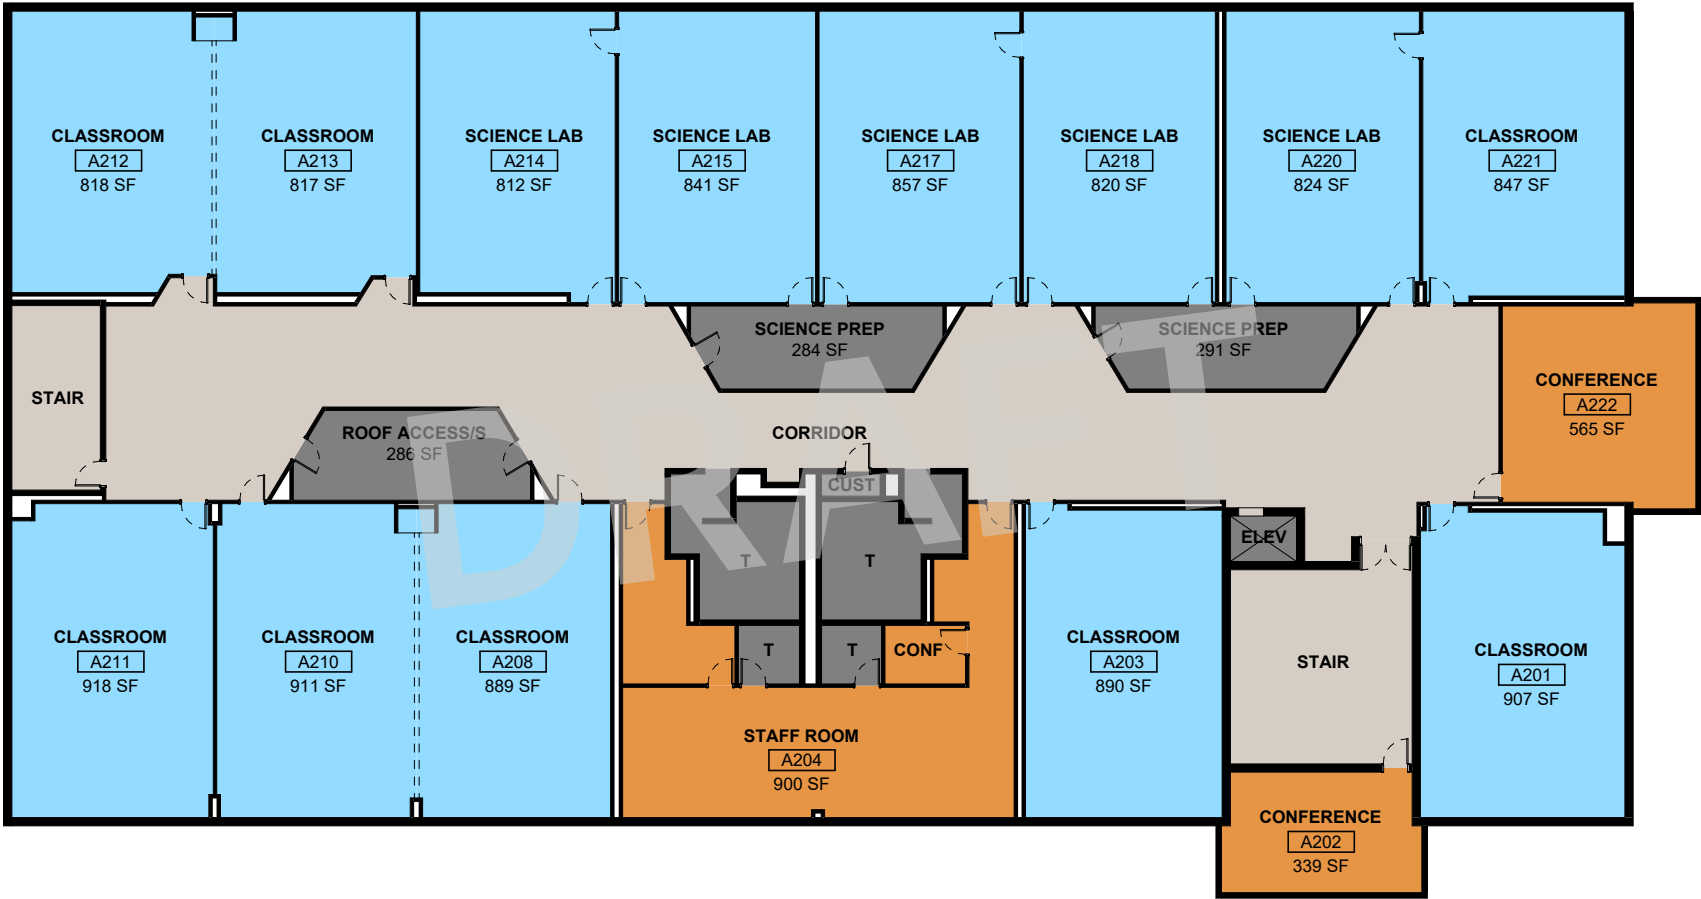 CLASSROOM
A212
818 SF
CLASSROOM
A213
817 SF
SCIENCE LAB
A214
812 SF
SCIENCE LAB
A215
841 SF
SCIENCE LAB
A217
857 SF
SCIENCE LAB
A218
820 SF
SCIENCE LAB
A220
824 SF
CLASSROOM
A221
847 SF
SCIENCE PREP
284 SF
SCIENCE PREP
291 SF
STAIR
ROOF ACCESS/S
286 SF
CORRIDOR
CONFERENCE
A222
565 SF
DRAFT
CUST
ELEV
T
T
T
T
CONF
CLASSROOM
A211
918 SF
CLASSROOM
A210
911 SF
CLASSROOM
A208
889 SF
STAFF ROOM
A204
900 SF
CLASSROOM
A203
890 SF
STAIR
CLASSROOM
A201
907 SF
CONFERENCE
A202
339 SF